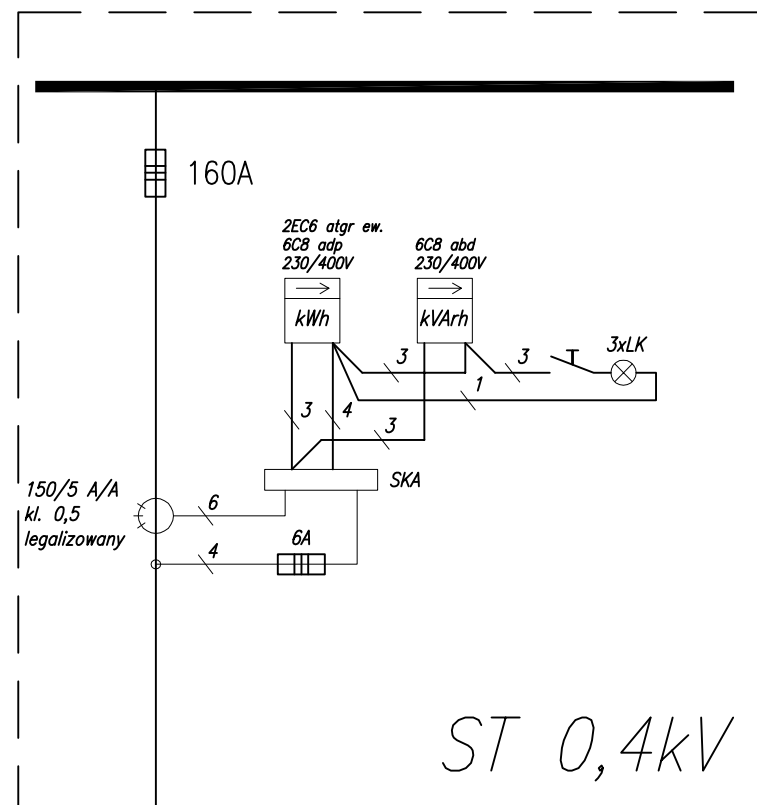 160A
2EC6 atgr ew.
6C8 adp
230/400V
6C8 abd
230/400V
kWh
kVArh
3xLK
3
3
1
3
4
3
SKA
150/5 A/A
kl. 0,5
legalizowany
6
6A
4
ST 0,4kV